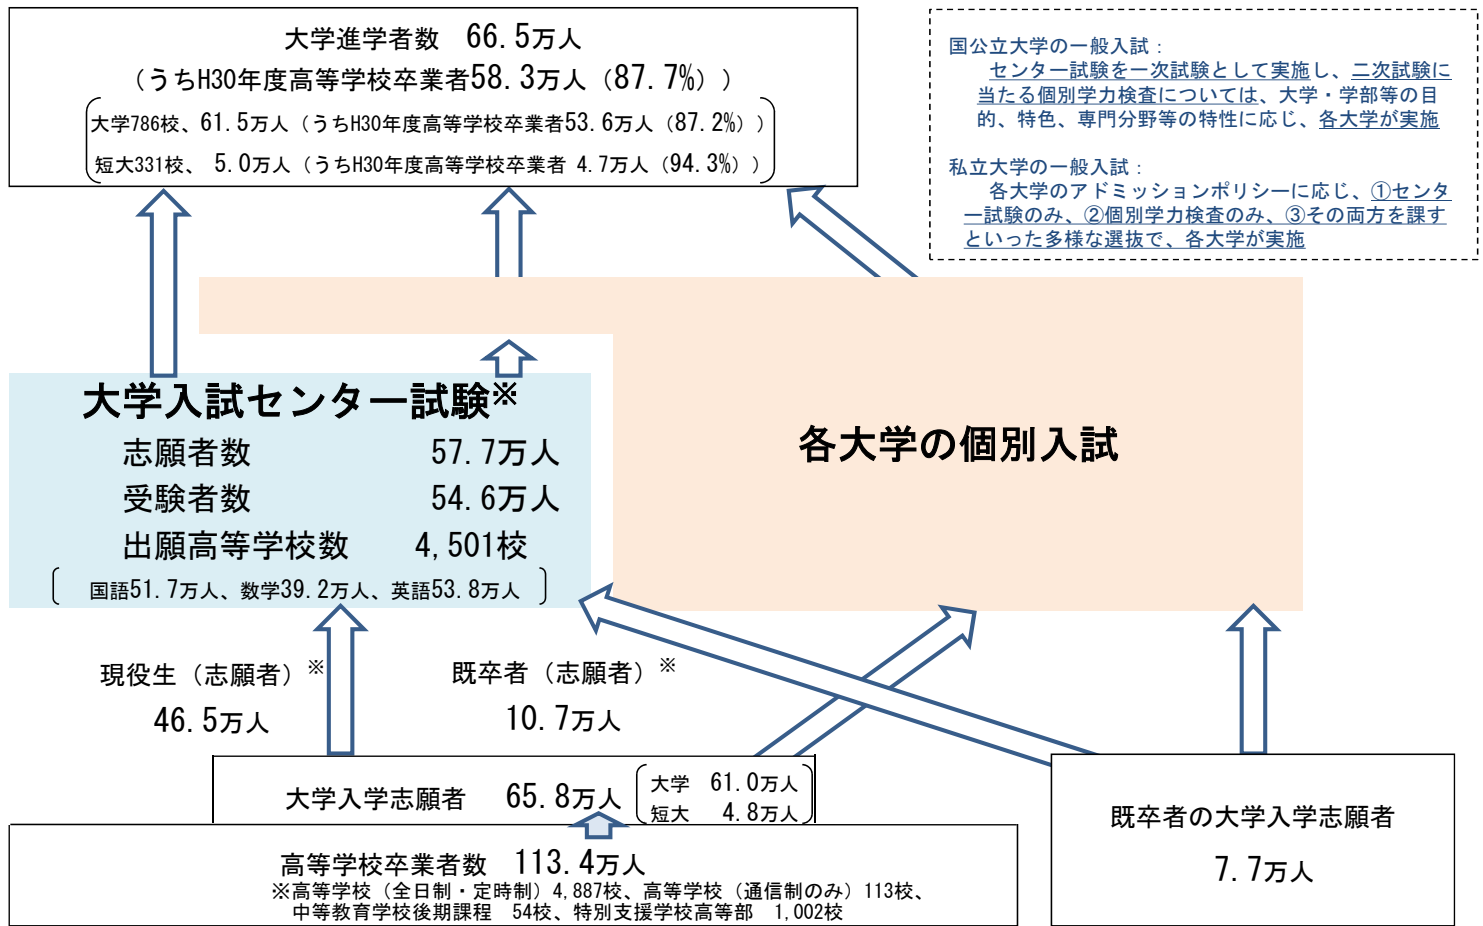 大学進学者数　66.5万人
（うちH30年度高等学校卒業者58.3万人（87.7%））
大学786校、61.5万人（うちH30年度高等学校卒業者53.6万人（87.2%））
短大331校、 5.0万人（うちH30年度高等学校卒業者 4.7万人（94.3%））
国公立大学の一般入試：
センター試験を一次試験として実施し、二次試験に
当たる個別学力検査については、大学・学部等の目
的、特色、専門分野等の特性に応じ、各大学が実施
私立大学の一般入試：
各大学のアドミッションポリシーに応じ、①センタ
ー試験のみ、②個別学力検査のみ、③その両方を課す
といった多様な選抜で、各大学が実施
大学入試センター試験※
志願者数　57.7万人
受験者数　54.6万人
出願高等学校数　4,501校
国語51.7万人、数学39.2万人、英語53.8万人
各大学の個別入試
現役生（志願者）※
46.5万人
既卒者（志願者）※
10.7万人
大学入学志願者　65.8万人
大学　61.0万人
短大　4.8万人
高等学校卒業者数　113.4万人
※高等学校（全日制・定時制）4,887校、高等学校（通信制のみ）113校、
中等教育学校後期課程　54校、特別支援学校高等部　1,002校
既卒者の大学入学志願者
7.7万人